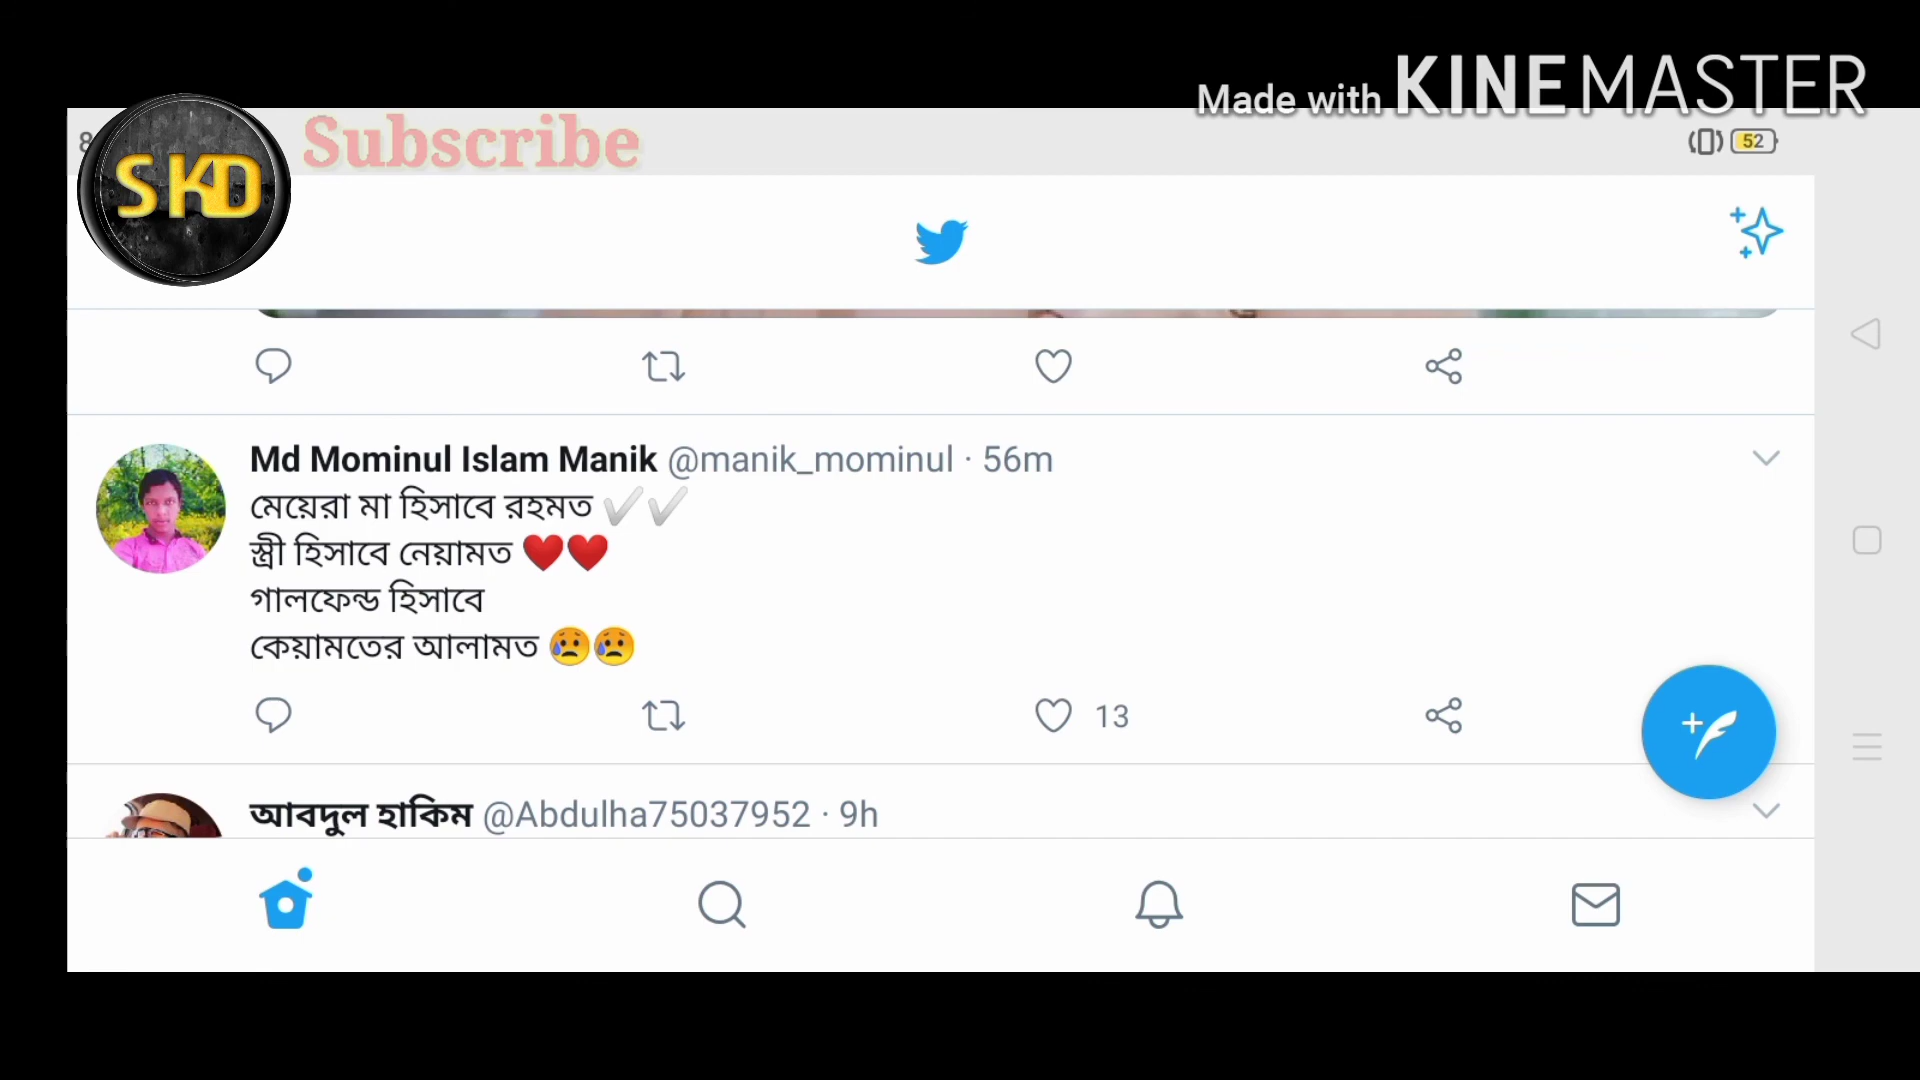 Made with KINEMASTER
8
Subscribe
52
SKD
Md Mominul Islam Manik @manik_mominul · 56m
মেয়েরা মা হিসাবে রহমত ✔✔
স্ত্রী হিসাবে নেয়ামত ❤❤
গালফেন্ড হিসাবে
কেয়ামতের আলামত 😥😥
13
আবদুল হাকিম @Abdulha75037952 · 9h